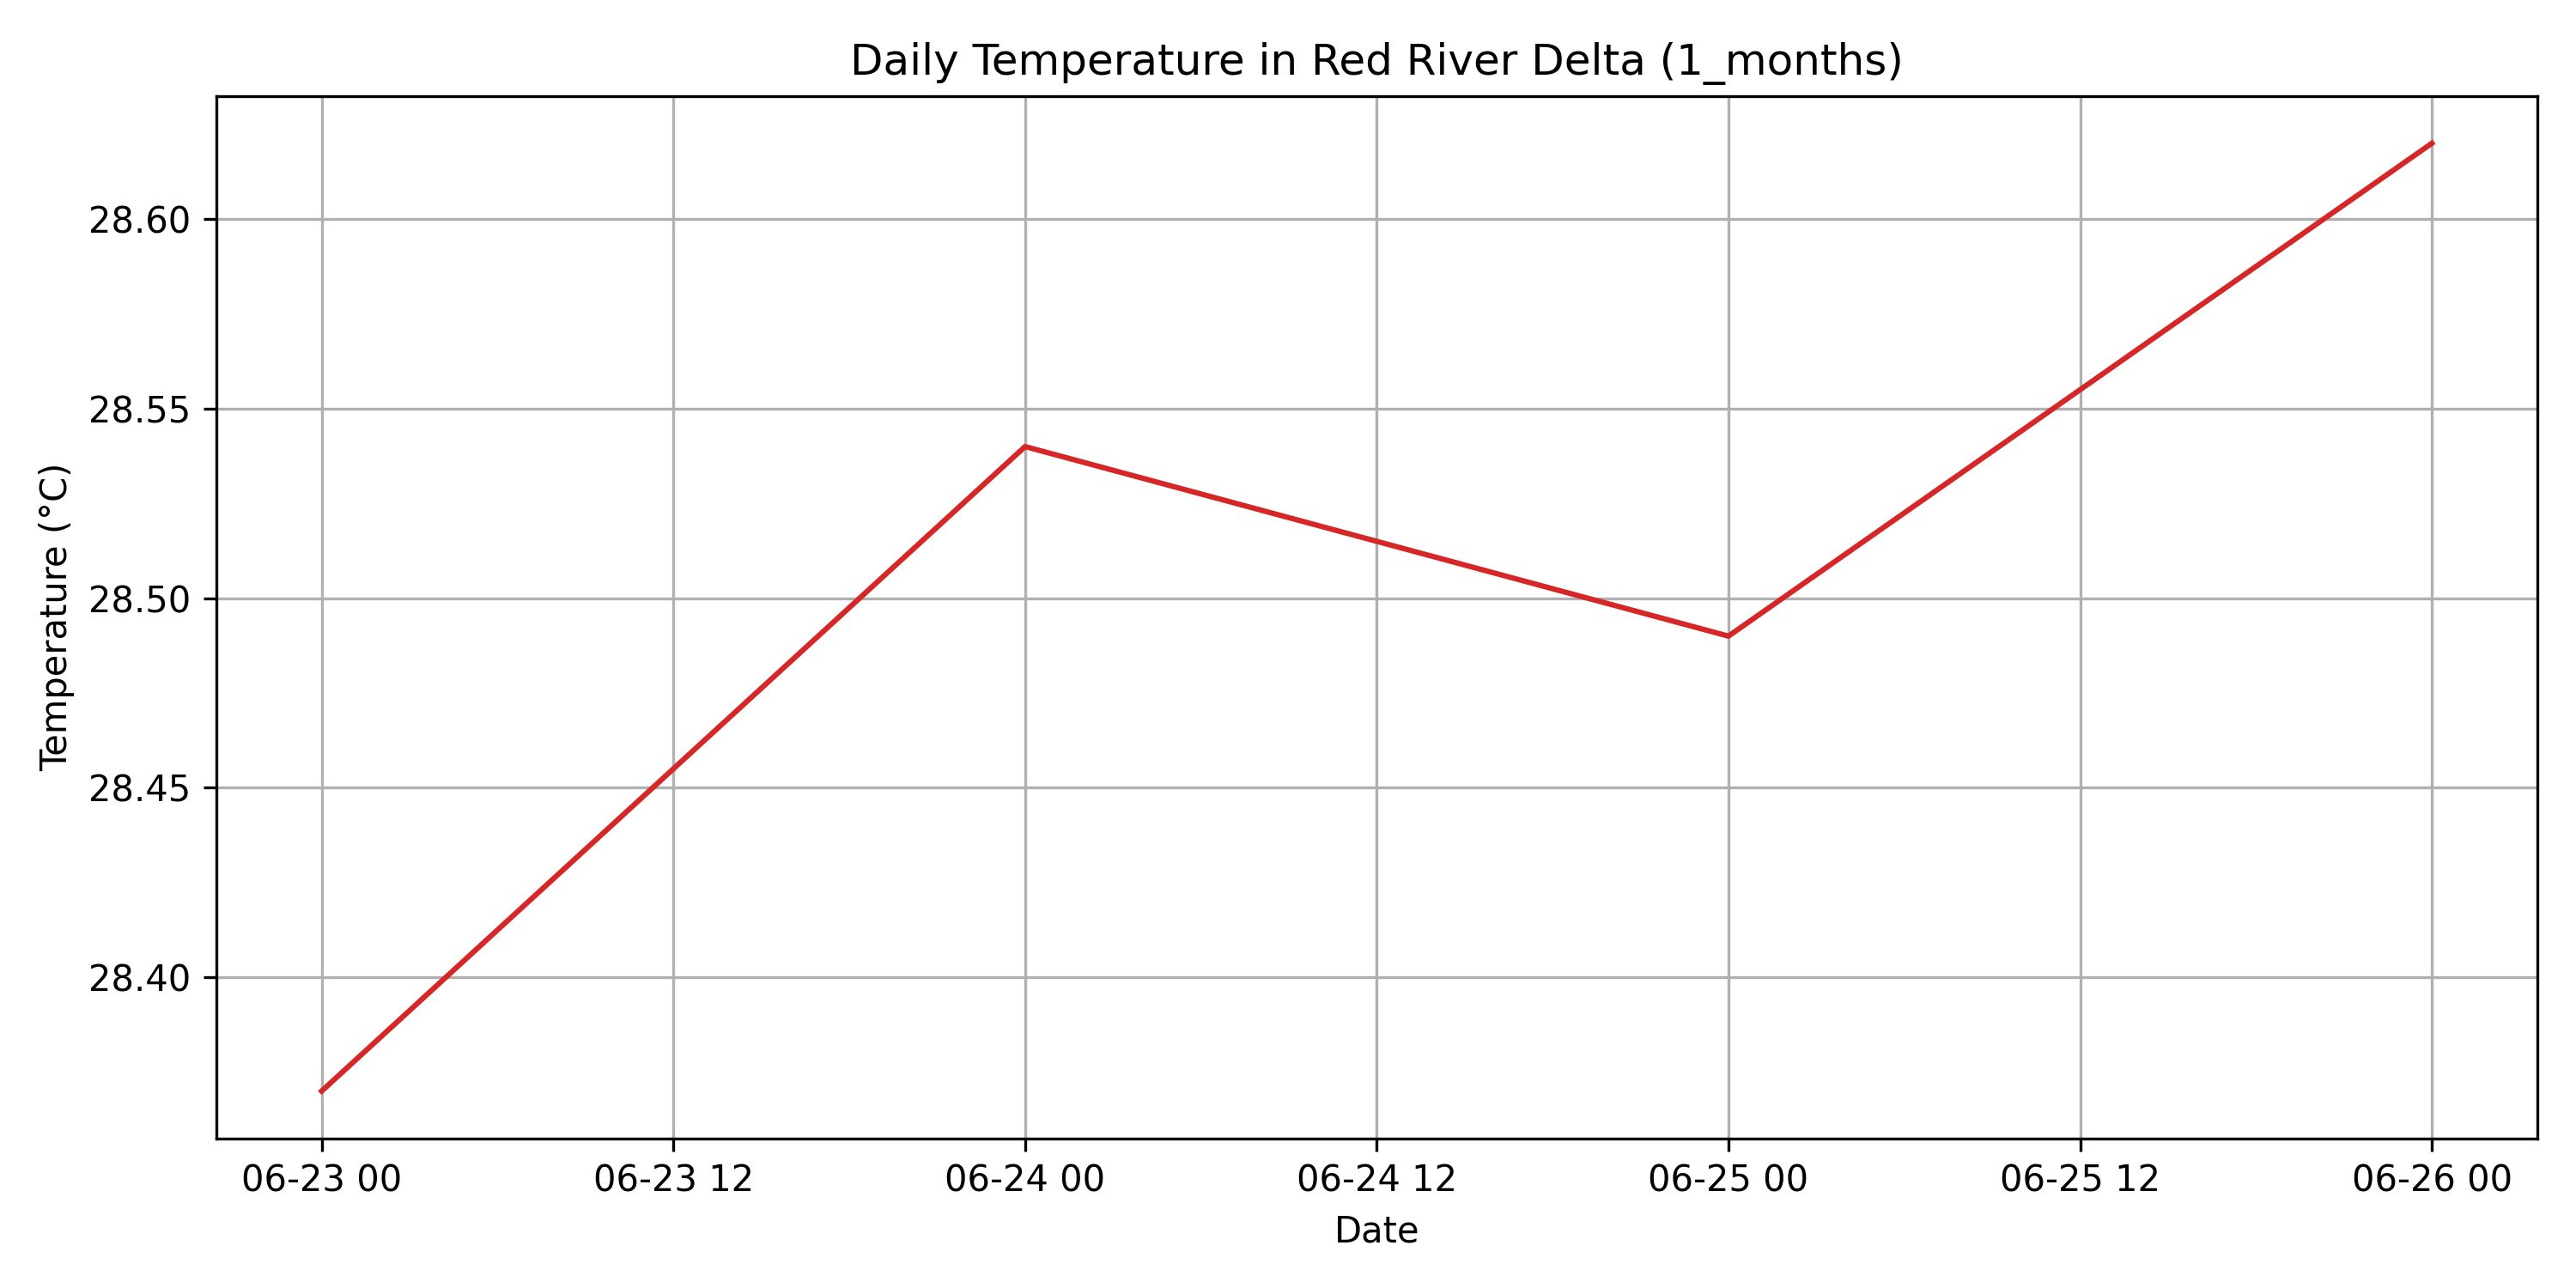 Daily Temperature in Red River Delta (1_months)
28.60
28.55
28.50
28.45
28.40
Temperature (°C)
06-23 00 06-23 12 06-24 00 06-24 12 06-25 00 06-25 12 06-26 00
Date